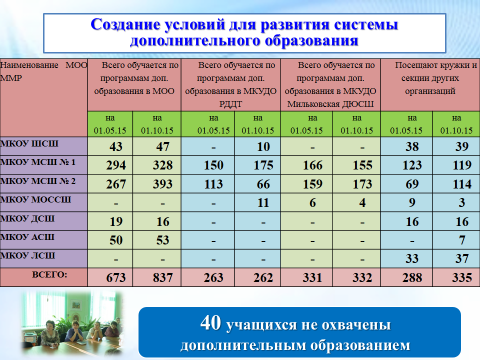 Создание условий для развития системы
дополнительного образования
Наименование МОО ММР | Всего обучается по программам доп. образования в МОО | Всего обучается по программам доп. образования в МКУДО РДДТ | Всего обучается по программам доп. образования в МКУДО Мильковская ДЮСШ | Посещают кружки и секции других организаций
на 01.05.15 | на 01.10.15 | на 01.05.15 | на 01.10.15 | на 01.05.15 | на 01.10.15 | на 01.05.15 | на 01.10.15
МКОУ ШСШ | 43 | 47 | - | 10 | - | - | 38 | 39
МКОУ МСШ № 1 | 294 | 328 | 150 | 175 | 166 | 155 | 123 | 119
МКОУ МСШ № 2 | 267 | 393 | 113 | 66 | 159 | 173 | 69 | 114
МКОУ МОССШ | - | - | - | 11 | 6 | 4 | 9 | 3
МКОУ ДСШ | 19 | 16 | - | - | - | - | 16 | 16
МКОУ АСШ | 50 | 53 | - | - | - | - | - | 7
МКОУ ЛСШ | - | - | - | - | - | - | 33 | 37
ВСЕГО: | 673 | 837 | 263 | 262 | 331 | 332 | 288 | 335
40 учащихся не охвачены
дополнительным образованием